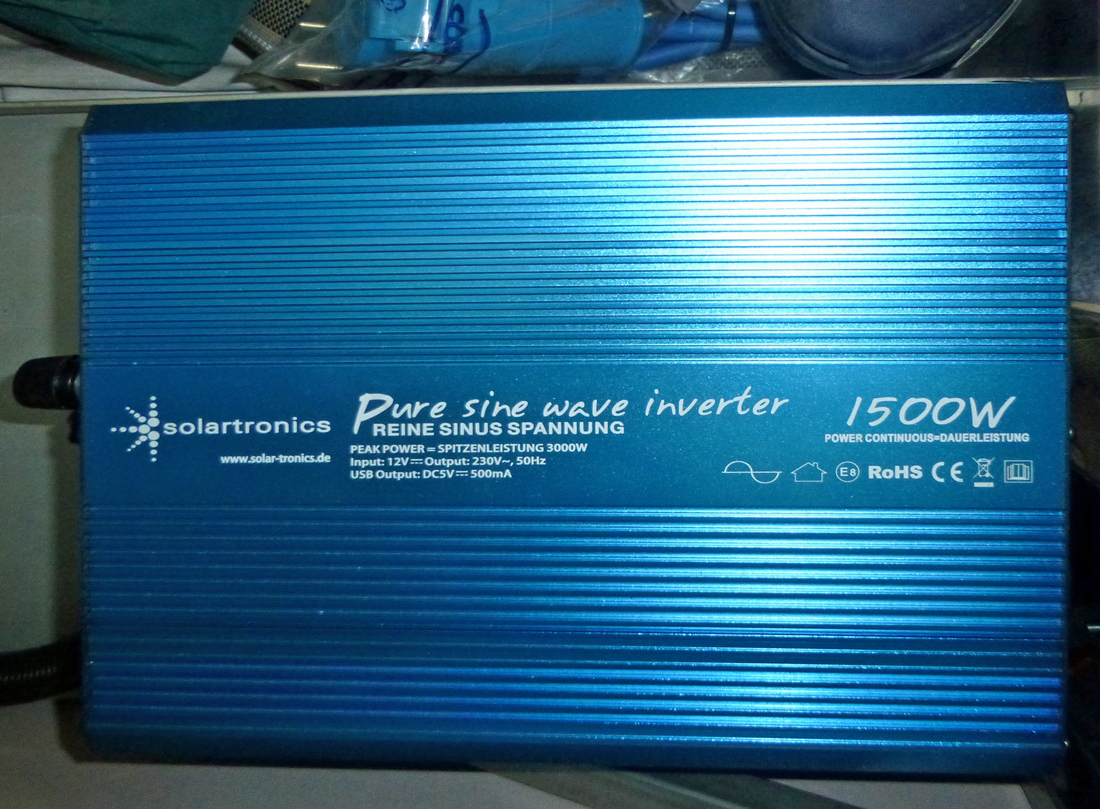 solartronics
www.solar-tronics.de
Pure sine wave inverter
REINE SINUS SPANNUNG
PEAK POWER = SPITZENLEISTUNG 3000W
Input: 12V⎓ Output: 230V~, 50Hz
USB Output: DC5V⎓ 500mA
1500W
POWER CONTINUOUS=DAUERLEISTUNG
E8 RoHS CE